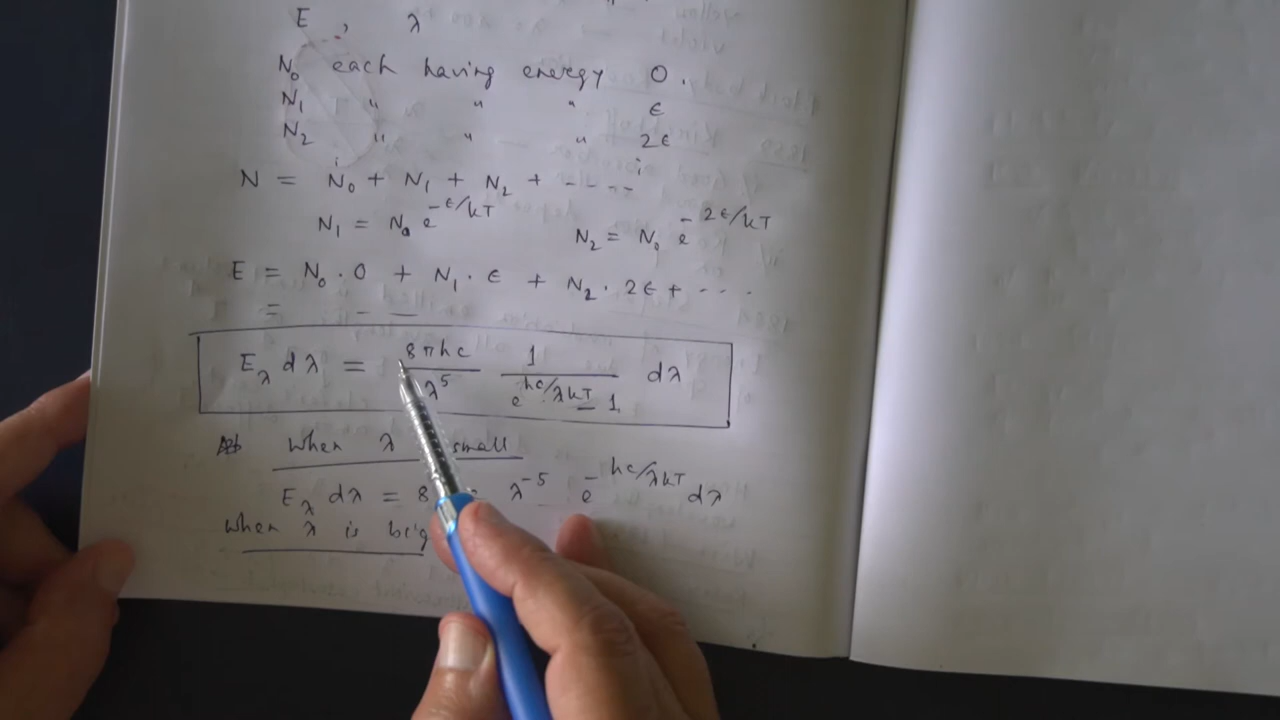 E , λ
N₀ each having energy 0.
N₁ " " " ϵ
N₂ " " " 2ϵ
N = N₀ + N₁ + N₂ + - - - -
N₁ = N₀ e^{-ϵ/kT} N₂ = N₀ e^{-2ϵ/kT}
E = N₀ · 0 + N₁ · ϵ + N₂ · 2ϵ + - - - -
= - —
E_λ dλ = 8πhc/λ⁵ 1/(e^{hc/λkT} - 1) dλ
When λ small
E_λ dλ = 8 λ⁻⁵ e^{-hc/λkT} dλ
When λ is big